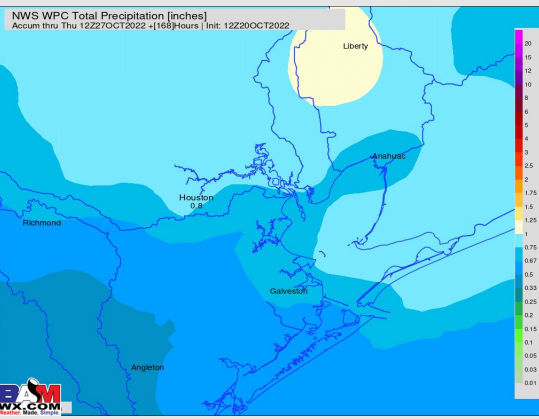 NWS WPC Total Precipitation [inches]
Accum thru Thu 12Z27OCT2022 +[168]Hours | Init: 12Z20OCT2022
Liberty
Anahuac
Houston
0.8
Richmond
Galveston
Angleton
20
15
12
10
8
6
5
4
3
2.5
2
1.75
1.5
1.25
1
0.75
0.67
0.5
0.33
0.25
0.2
0.15
0.1
0.05
0.03
0.01
BAM
WX.COM
Weather. Made. Simple.